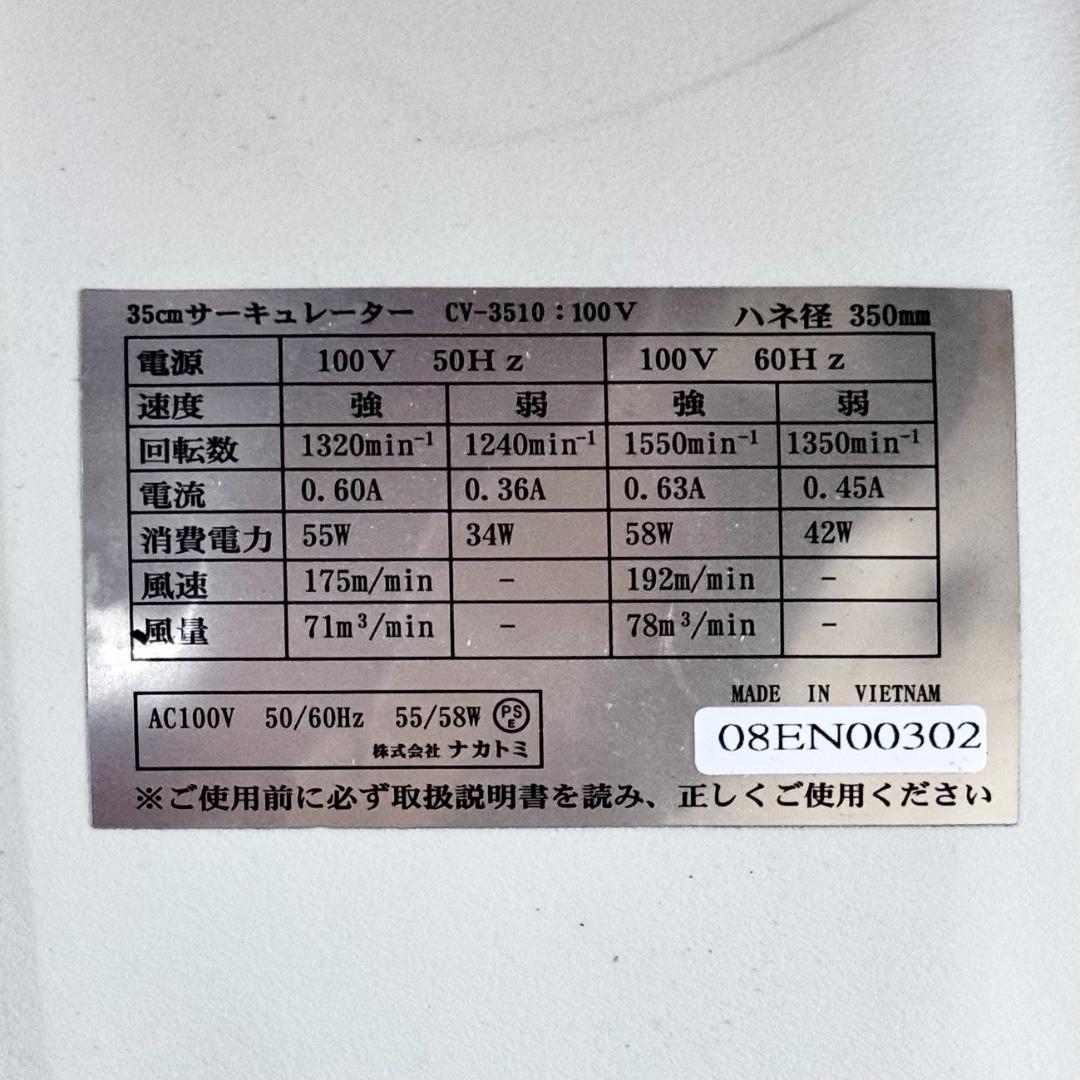 35cmサーキュレーター CV-3510：100V ハネ径 350mm
電源 100V 50Hz 100V 60Hz
速度 強 弱 強 弱
回転数 1320min⁻¹ 1240min⁻¹ 1550min⁻¹ 1350min⁻¹
電流 0.60A 0.36A 0.63A 0.45A
消費電力 55W 34W 58W 42W
風速 175m/min － 192m/min －
風量 71m³/min － 78m³/min －
MADE IN VIETNAM
AC100V 50/60Hz 55/58W PSE
08EN00302
株式会社 ナカトミ
※ご使用前に必ず取扱説明書を読み、正しくご使用ください